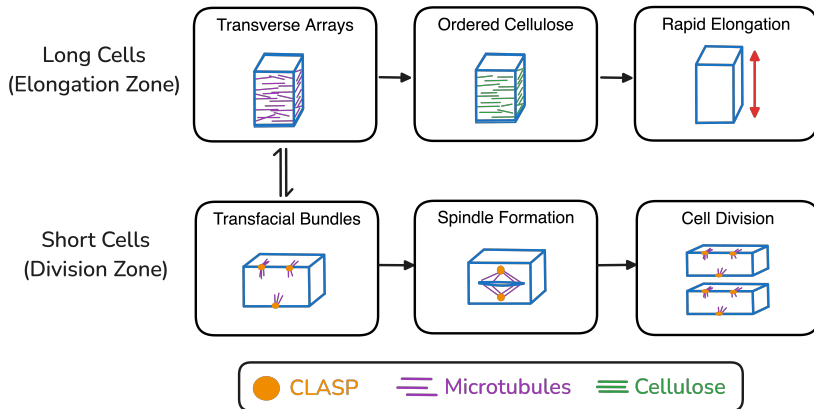 Transverse Arrays
Ordered Cellulose
Rapid Elongation
Long Cells
(Elongation Zone)
Transfacial Bundles
Spindle Formation
Cell Division
Short Cells
(Division Zone)
CLASP
Microtubules
Cellulose